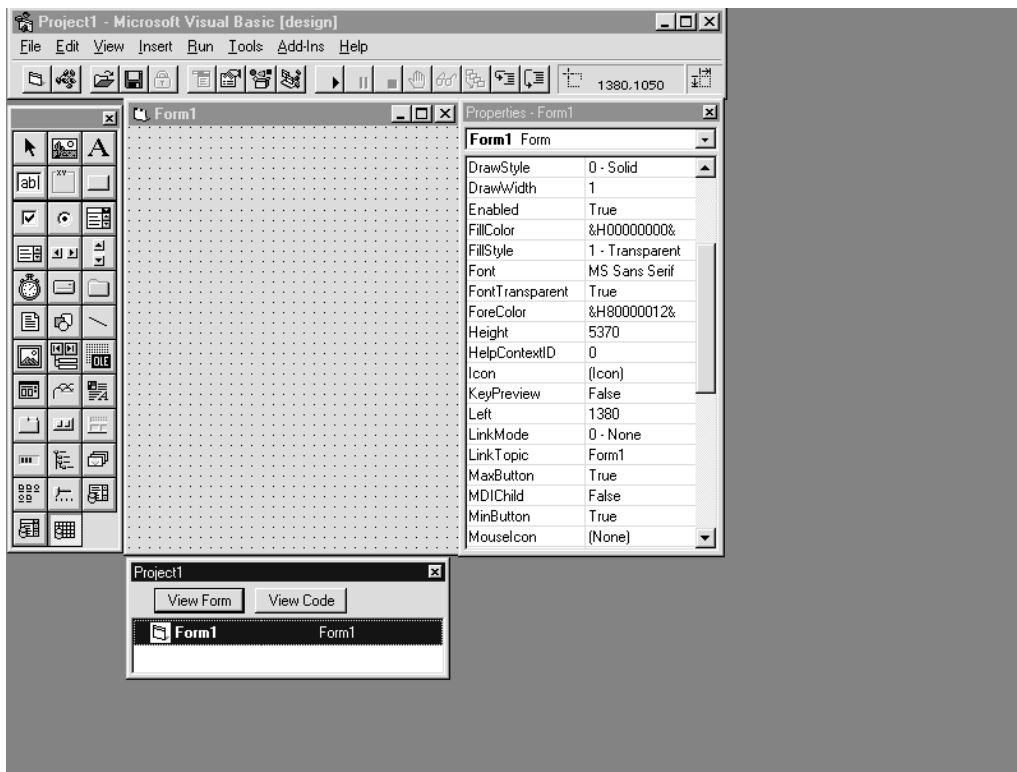 Project1 - Microsoft Visual Basic [design]
File Edit View Insert Run Tools Add-Ins Help
1380,1050
Form1
A
ab|
XY
OLE
Properties - Form1
Form1 Form
DrawStyle 0 - Solid
DrawWidth 1
Enabled True
FillColor &H00000000&
FillStyle 1 - Transparent
Font MS Sans Serif
FontTransparent True
ForeColor &H80000012&
Height 5370
HelpContextID 0
Icon (Icon)
KeyPreview False
Left 1380
LinkMode 0 - None
LinkTopic Form1
MaxButton True
MDIChild False
MinButton True
MouseIcon (None)
Project1
View Form View Code
Form1 Form1